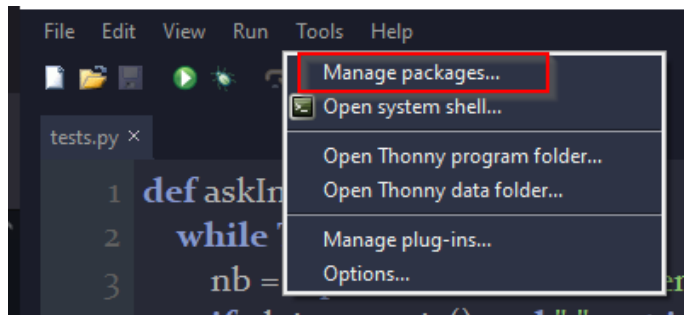 File Edit View Run Tools Help
Manage packages...
Open system shell...
tests.py ×
Open Thonny program folder...
Open Thonny data folder...
Manage plug-ins...
Options...
1 def askIn
2 while
3 nb =